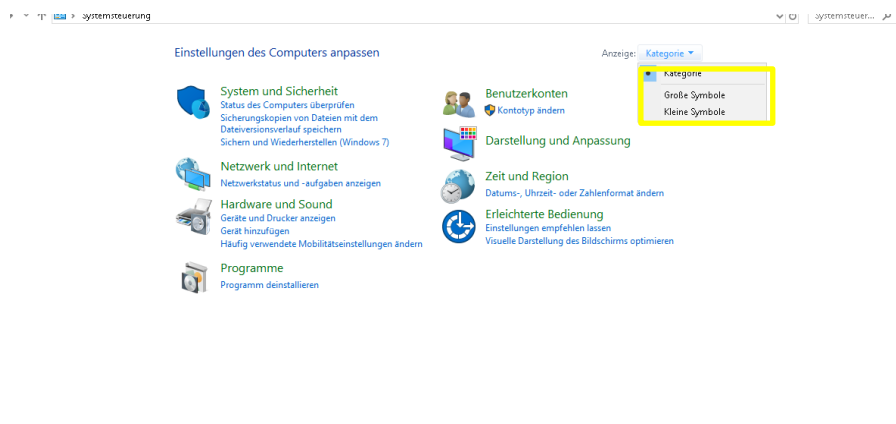 Systemsteuerung
Systemsteuer...
Einstellungen des Computers anpassen
Anzeige: Kategorie
Kategorie
Große Symbole
Kleine Symbole
System und Sicherheit
Status des Computers überprüfen
Sicherungskopien von Dateien mit dem
Dateiversionsverlauf speichern
Sichern und Wiederherstellen (Windows 7)
Netzwerk und Internet
Netzwerkstatus und -aufgaben anzeigen
Hardware und Sound
Geräte und Drucker anzeigen
Gerät hinzufügen
Häufig verwendete Mobilitätseinstellungen ändern
Programme
Programm deinstallieren
Benutzerkonten
Kontotyp ändern
Darstellung und Anpassung
Zeit und Region
Datums-, Uhrzeit- oder Zahlenformat ändern
Erleichterte Bedienung
Einstellungen empfehlen lassen
Visuelle Darstellung des Bildschirms optimieren